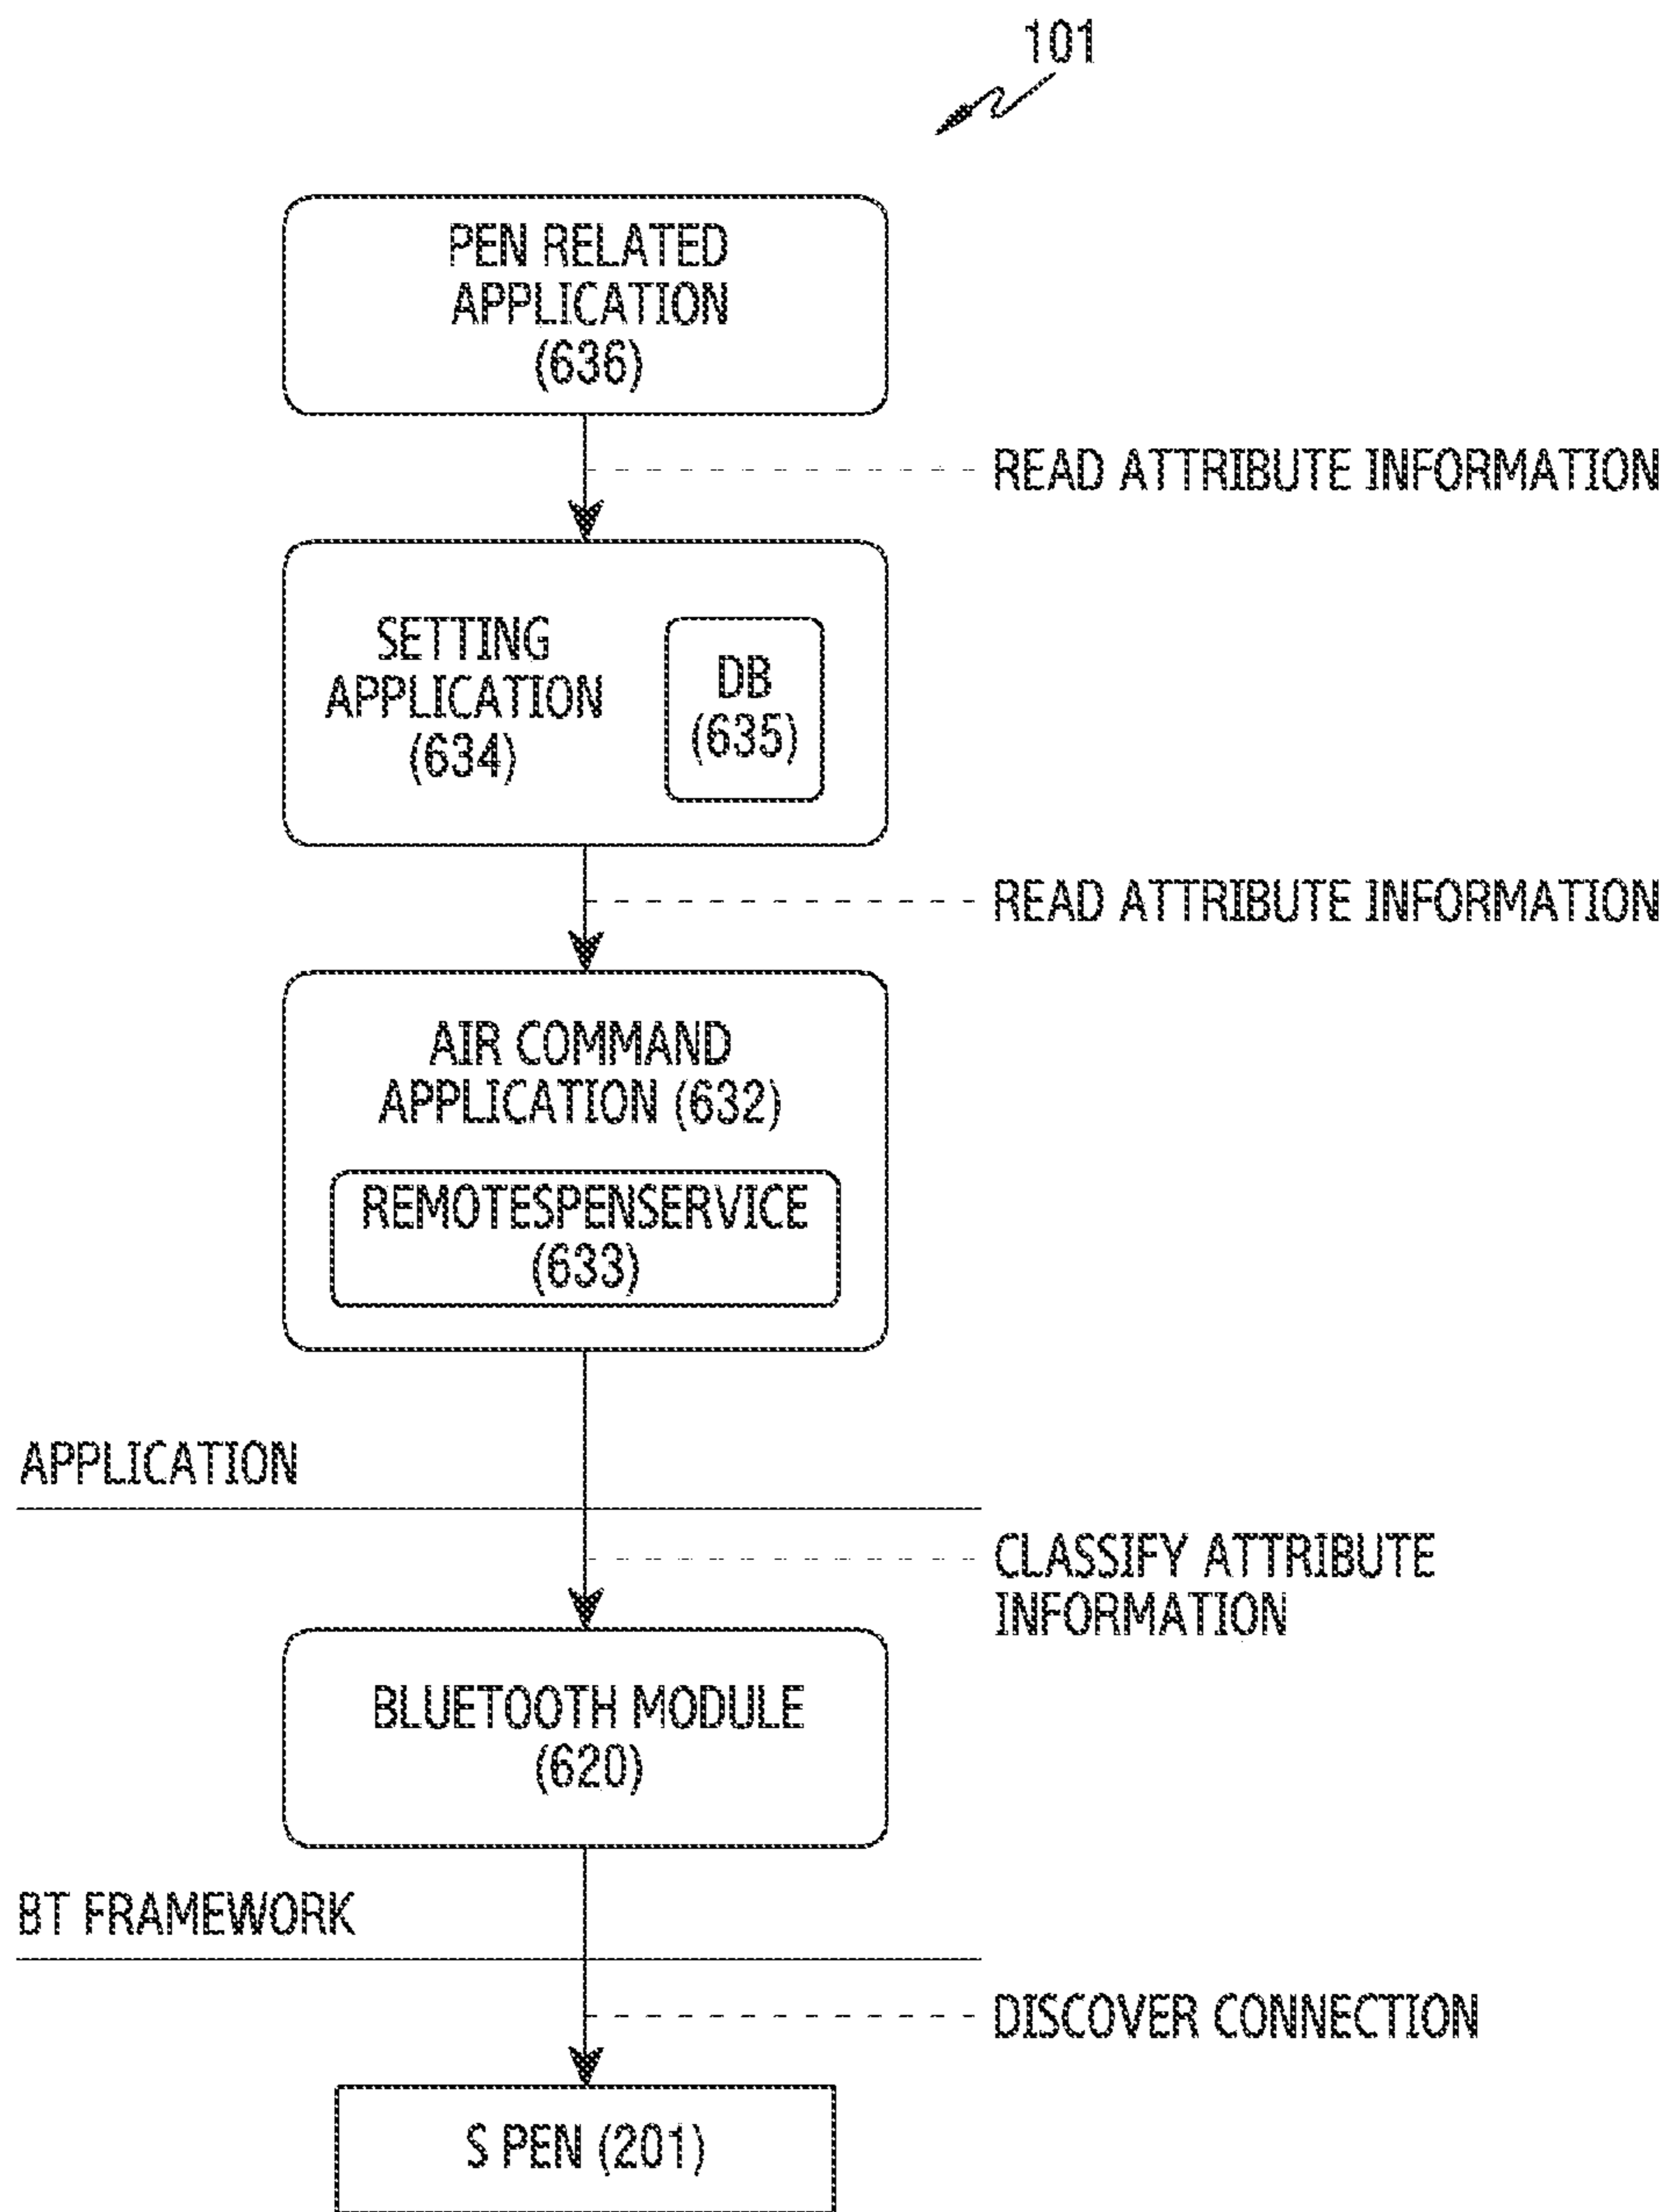 101
PEN RELATED
APPLICATION
(636)
READ ATTRIBUTE INFORMATION
SETTING
APPLICATION
(634)
DB
(635)
READ ATTRIBUTE INFORMATION
AIR COMMAND
APPLICATION (632)
REMOTESPENSERVICE
(633)
APPLICATION
CLASSIFY ATTRIBUTE
INFORMATION
BLUETOOTH MODULE
(620)
BT FRAMEWORK
DISCOVER CONNECTION
S PEN (201)